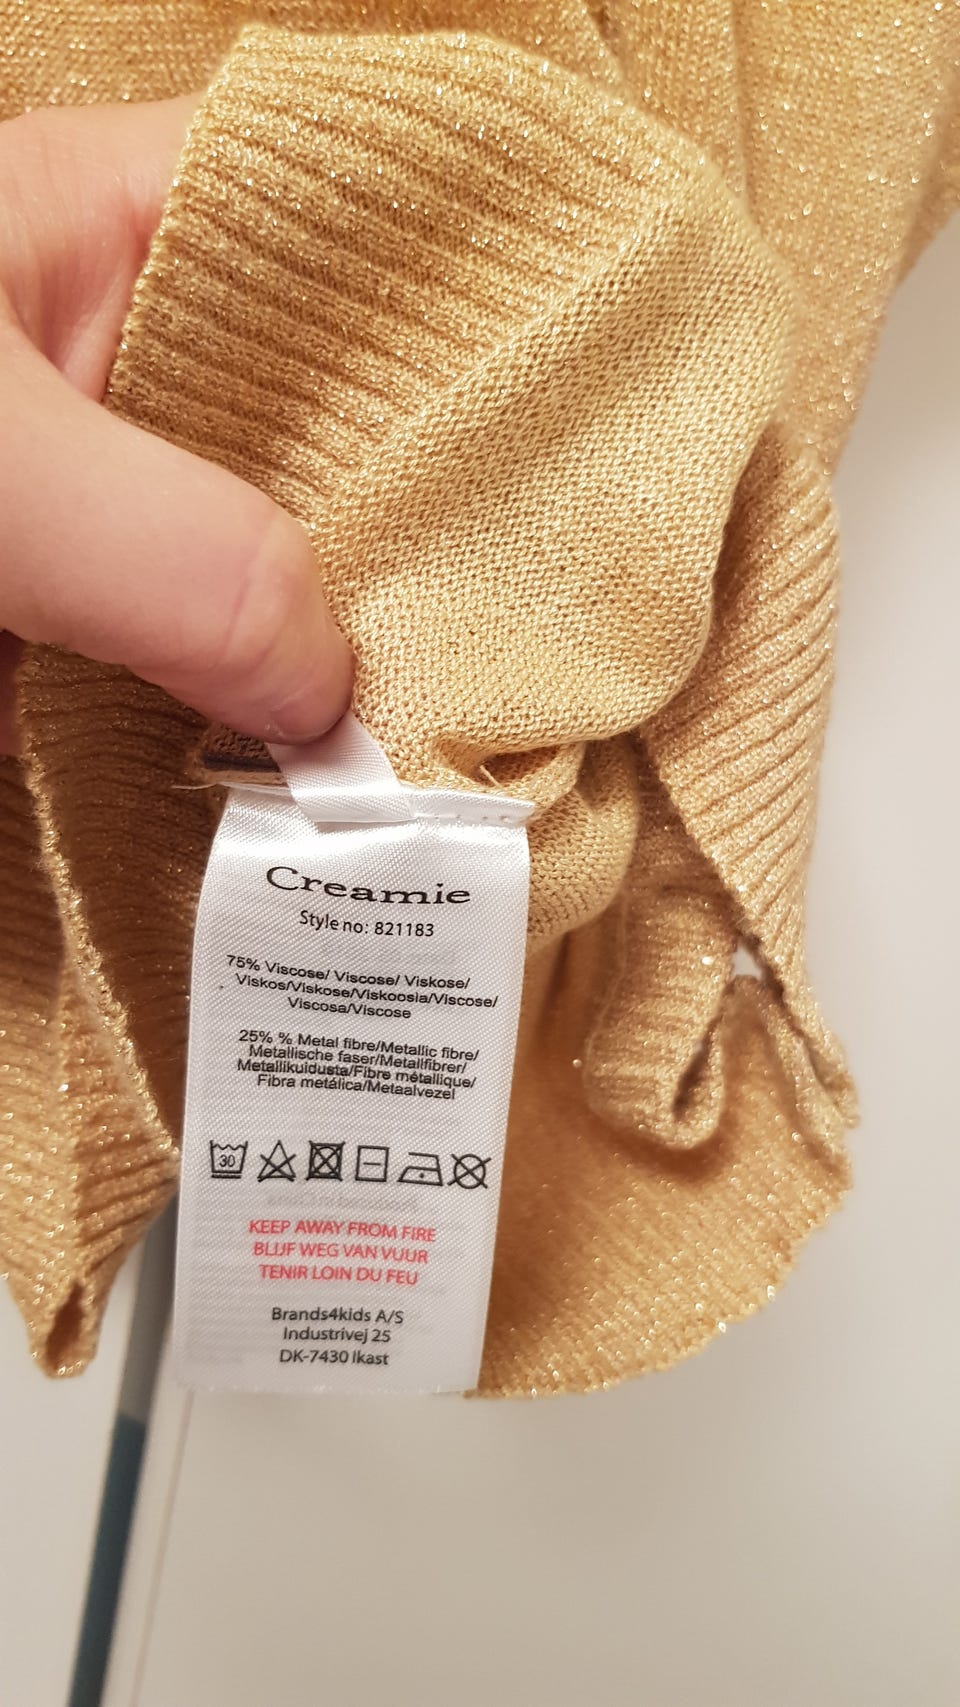 Creamie
Style no: 821183
75% Viscose/ Viscose/ Viskose/
Viskos/Viskose/Viskoosia/Viscose/
Viscosa/Viscose
25% % Metal fibre/Metallic fibre/
Metallische faser/Metallfibrer/
Metallikuidusta/Fibre métallique/
Fibra metálica/Metaalvezel
30
KEEP AWAY FROM FIRE
BLIJF WEG VAN VUUR
TENIR LOIN DU FEU
Brands4kids A/S
Industrivej 25
DK-7430 Ikast